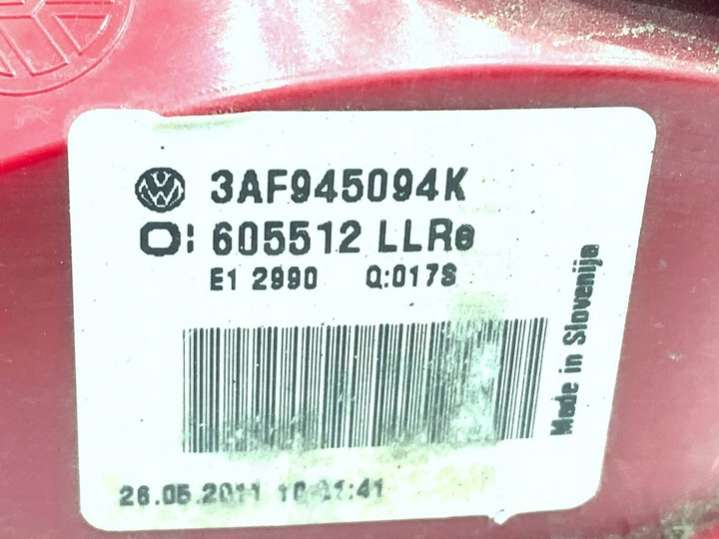 3AF945094K
O: 605512 LLRe
E1 2990 Q:017S
Made in Slovenija
26.05.2011